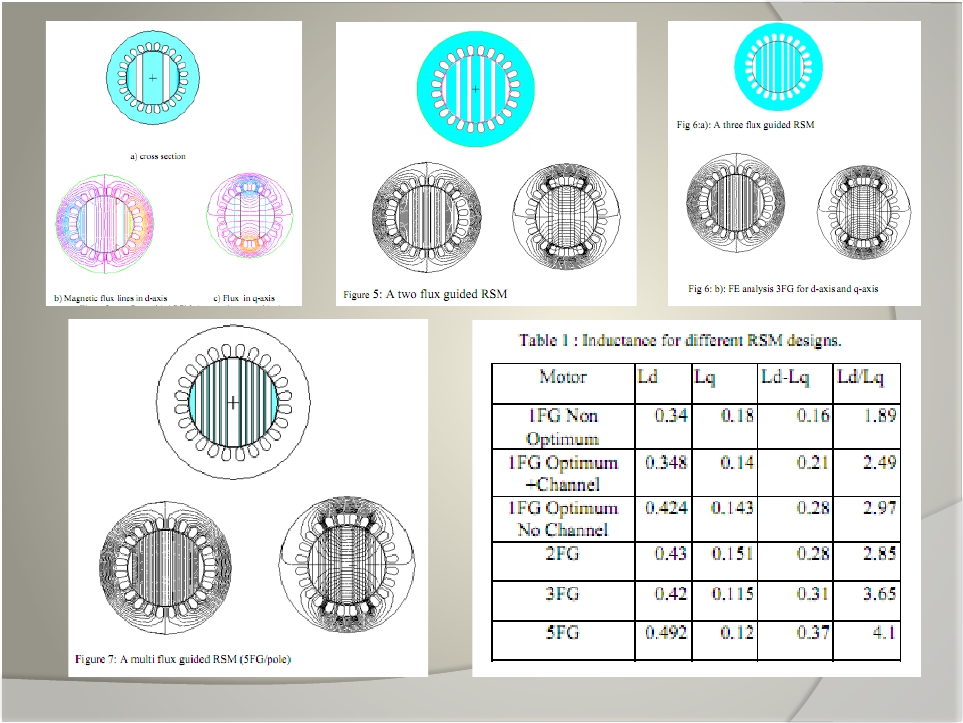 a) cross section
b) Magnetic flux lines in d-axis
c) Flux in q-axis
Figure 5: A two flux guided RSM
Fig 6:a): A three flux guided RSM
Fig 6: b): FE analysis 3FG for d-axis and q-axis
Figure 7: A multi flux guided RSM (5FG/pole)
Table 1 : Inductance for different RSM designs.
Motor Ld Lq Ld-Lq Ld/Lq
1FG Non 0.34 0.18 0.16 1.89
Optimum
1FG Optimum 0.348 0.14 0.21 2.49
+Channel
1FG Optimum 0.424 0.143 0.28 2.97
No Channel
2FG 0.43 0.151 0.28 2.85
3FG 0.42 0.115 0.31 3.65
5FG 0.492 0.12 0.37 4.1